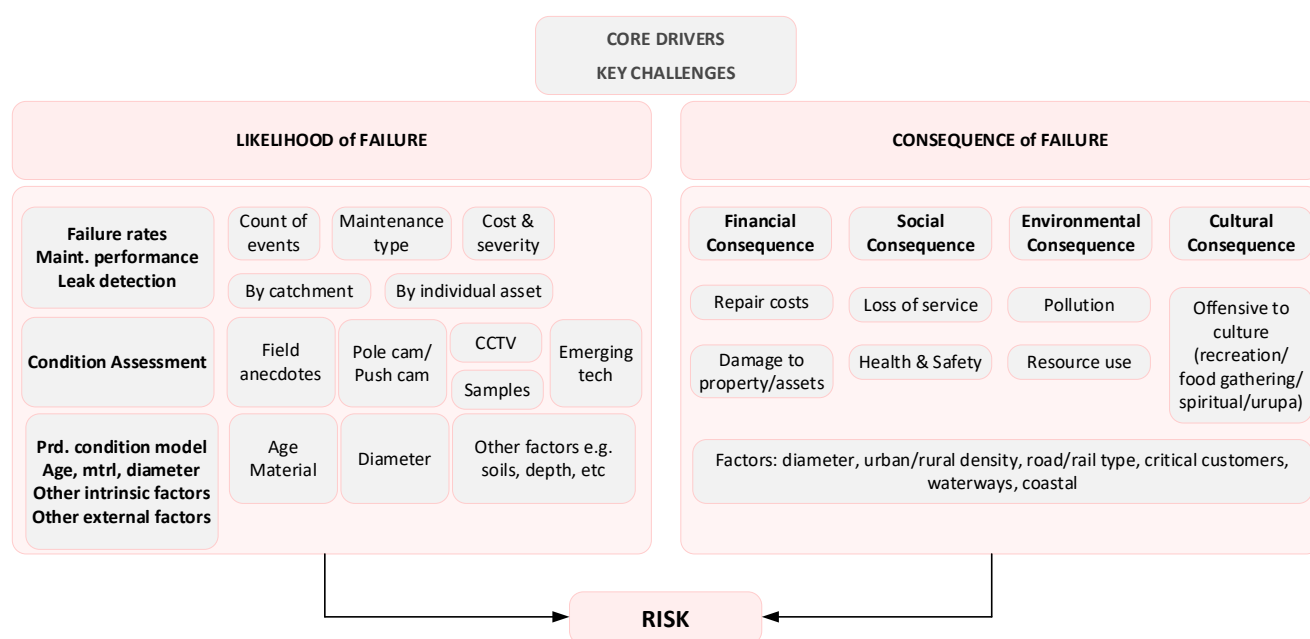 CORE DRIVERS
KEY CHALLENGES
LIKELIHOOD of FAILURE
CONSEQUENCE of FAILURE
Failure rates
Maint. performance
Leak detection
Count of
events
Maintenance
type
Cost &
severity
By catchment
By individual asset
Condition Assessment
Field
anecdotes
Pole cam/
Push cam
CCTV
Samples
Emerging
tech
Prd. condition model
Age, mtrl, diameter
Other intrinsic factors
Other external factors
Age
Material
Diameter
Other factors e.g.
soils, depth, etc
Financial
Consequence
Social
Consequence
Environmental
Consequence
Cultural
Consequence
Repair costs
Loss of service
Pollution
Offensive to
culture
(recreation/
food gathering/
spiritual/urupa)
Damage to
property/assets
Health & Safety
Resource use
Factors: diameter, urban/rural density, road/rail type, critical customers,
waterways, coastal
RISK